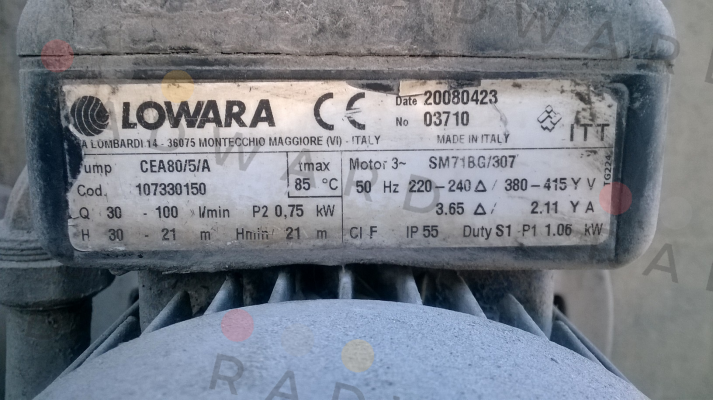 LOWARA CE Date 20080423
No 03710 ITT
A LOMBARDI 14 - 36075 MONTECCHIO MAGGIORE (VI) - ITALY MADE IN ITALY
ump CEA80/5/A tmax Motor 3~ SM71BG/307
Cod. 107330150 85 °C 50 Hz 220-240 Δ / 380-415 Y V
Q 30 - 100 l/min P2 0,75 kW 3.65 Δ / 2.11 Y A
H 30 - 21 m Hmin 21 m Cl F IP 55 Duty S1 P1 1.06 kW